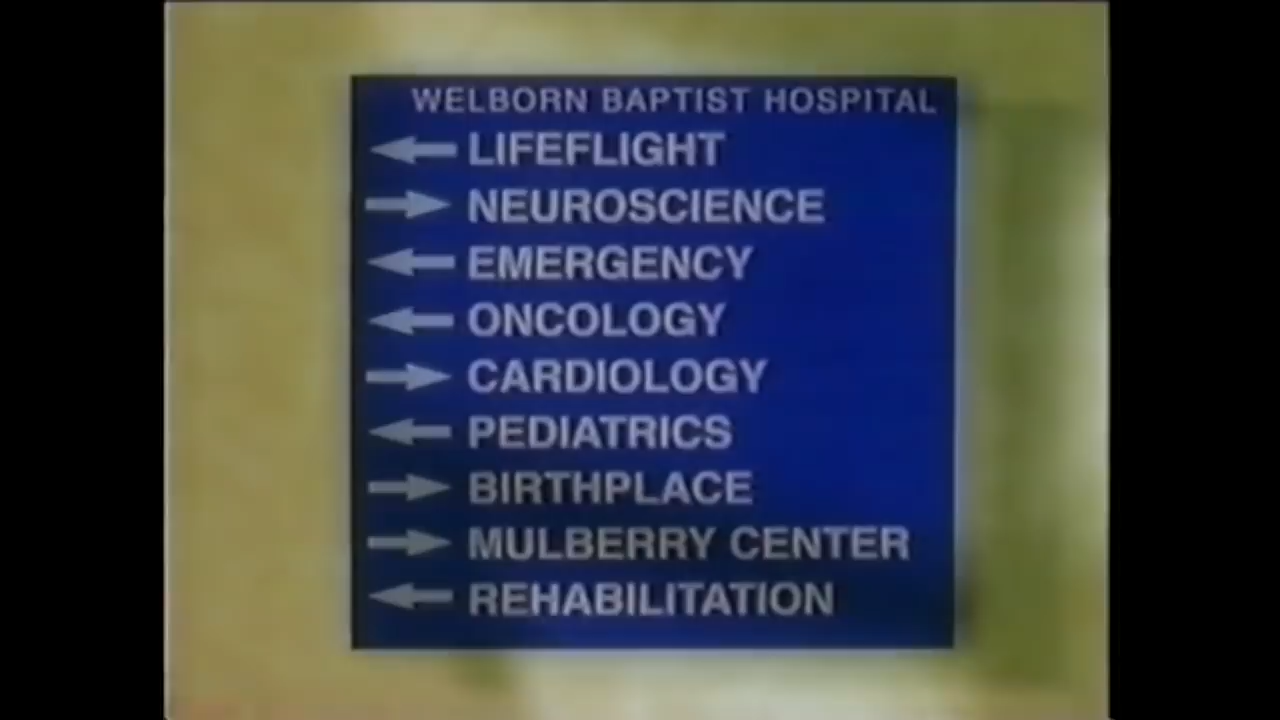 WELBORN BAPTIST HOSPITAL
LIFEFLIGHT
NEUROSCIENCE
EMERGENCY
ONCOLOGY
CARDIOLOGY
PEDIATRICS
BIRTHPLACE
MULBERRY CENTER
REHABILITATION